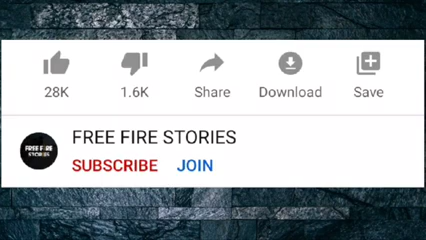 28K 1.6K Share Download Save
FREE FIRE STORIES
FREE FIRE
STORIES
SUBSCRIBE JOIN